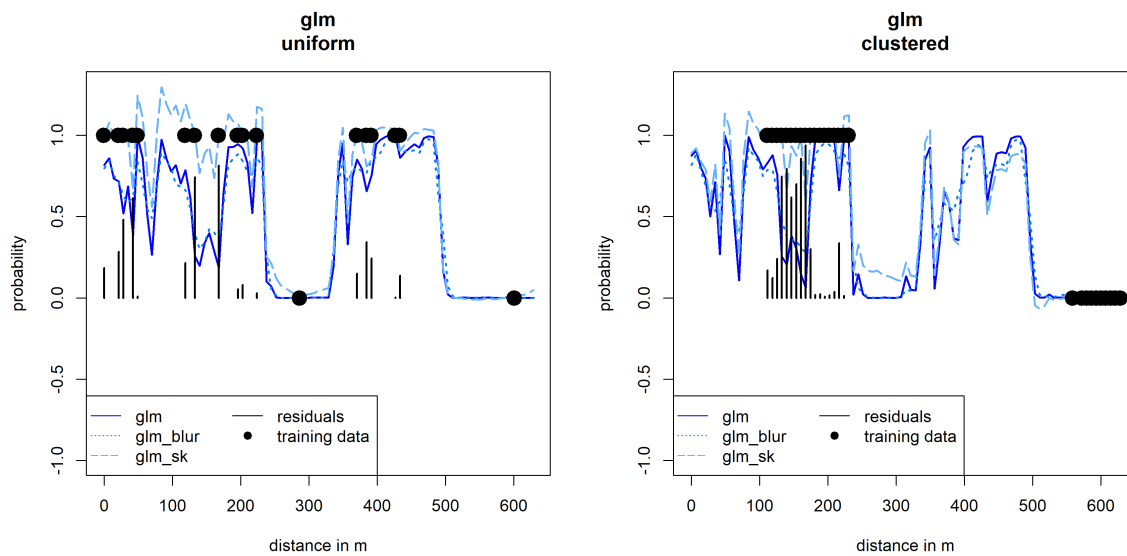 glm
uniform
probability
1.0
0.5
0.0
-0.5
-1.0
glm residuals
glm_blur training data
glm_sk
0 100 200 300 400 500 600
distance in m
glm
clustered
probability
1.0
0.5
0.0
-0.5
-1.0
glm residuals
glm_blur training data
glm_sk
0 100 200 300 400 500 600
distance in m